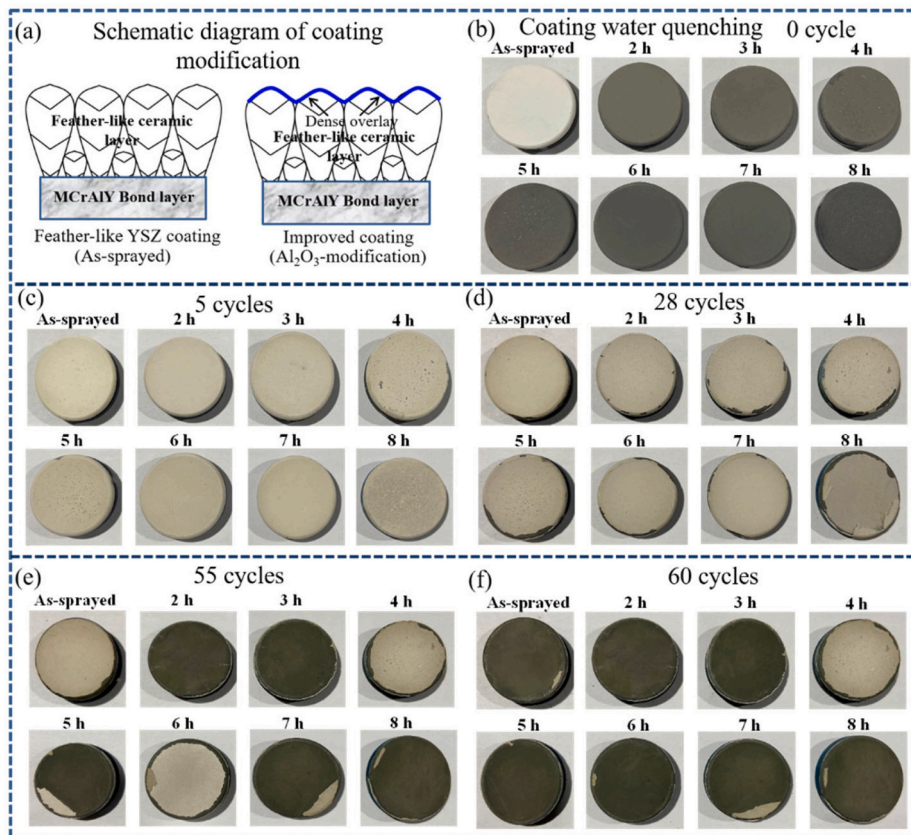 (a)
Schematic diagram of coating
modification
Feather-like ceramic
layer
MCrAlY Bond layer
Feather-like YSZ coating
(As-sprayed)
Dense overlay
Feather-like ceramic
layer
MCrAlY Bond layer
Improved coating
(Al₂O₃-modification)
(b)
Coating water quenching 0 cycle
As-sprayed 2 h 3 h 4 h
5 h 6 h 7 h 8 h
(c)
5 cycles
As-sprayed 2 h 3 h 4 h
5 h 6 h 7 h 8 h
(d)
28 cycles
As-sprayed 2 h 3 h 4 h
5 h 6 h 7 h 8 h
(e)
55 cycles
As-sprayed 2 h 3 h 4 h
5 h 6 h 7 h 8 h
(f)
60 cycles
As-sprayed 2 h 3 h 4 h
5 h 6 h 7 h 8 h